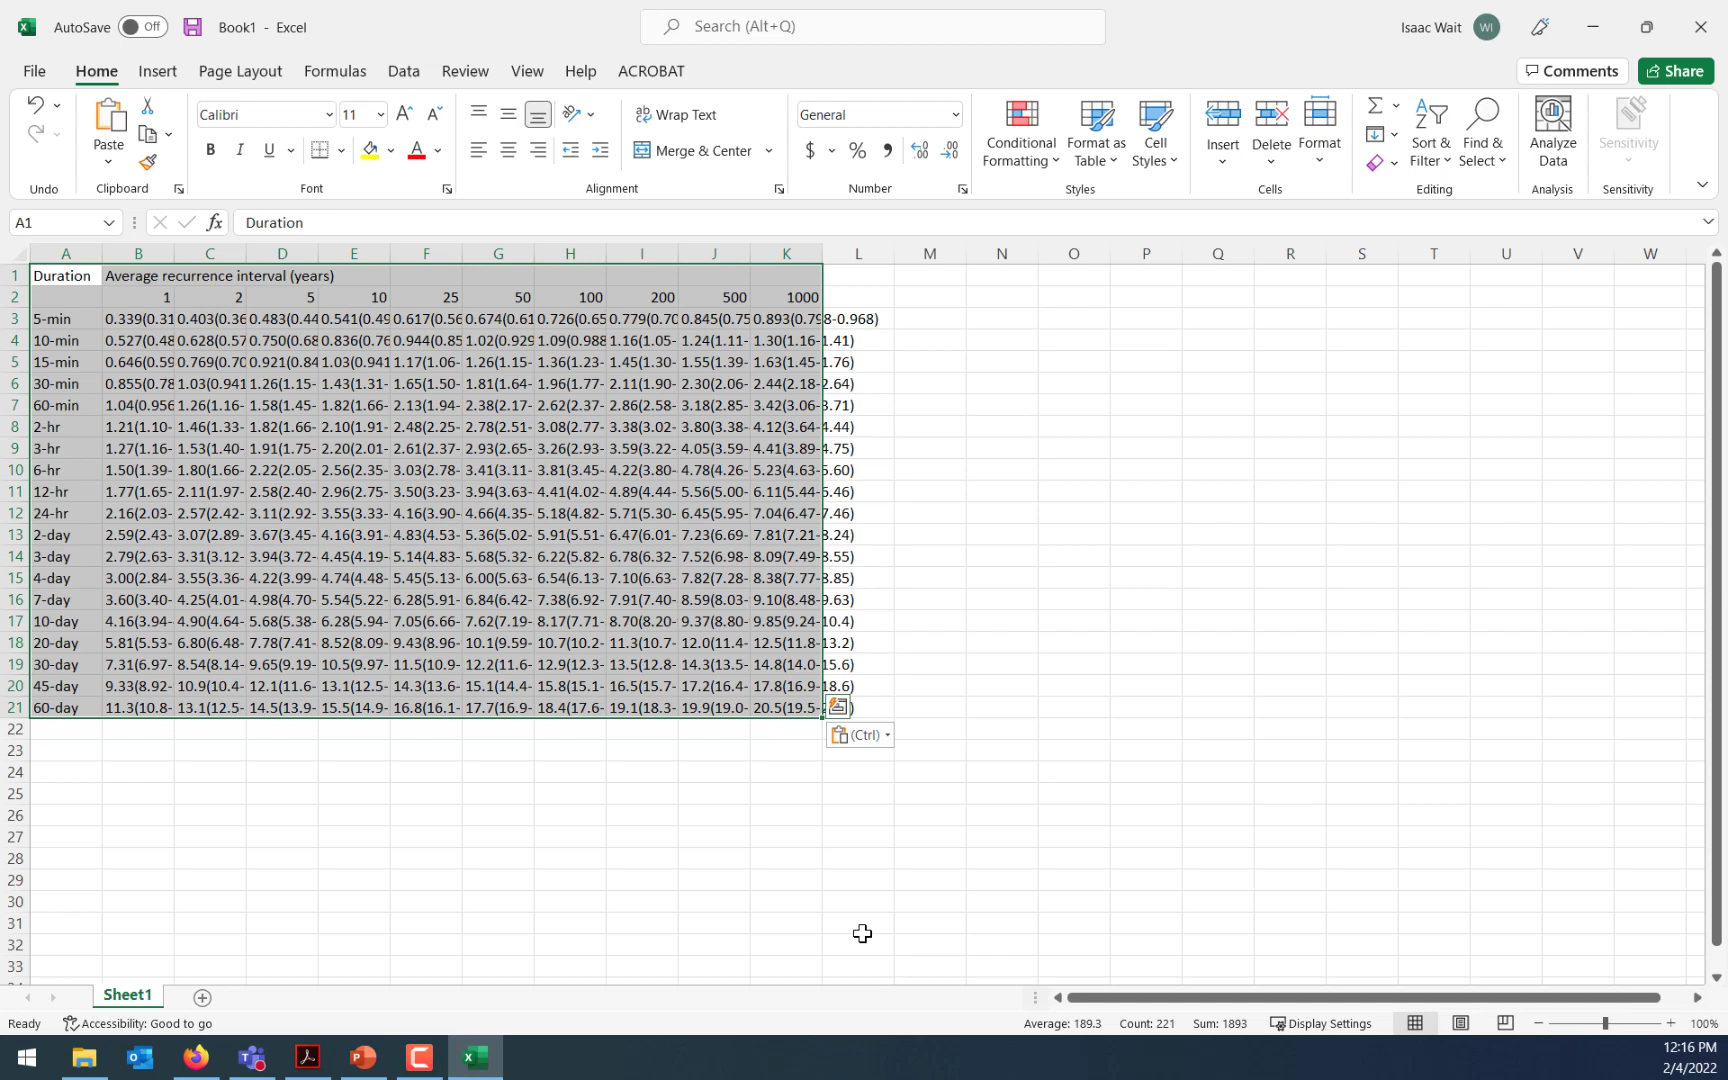 AutoSave Off Book1 - Excel Search (Alt+Q) Isaac Wait WI
File Home Insert Page Layout Formulas Data Review View Help ACROBAT Comments Share
Calibri 11 Wrap Text General
Paste B I U A Merge & Center $ % Conditional Formatting Format as Table Cell Styles Insert Delete Format Sort & Filter Find & Select Analyze Data Sensitivity
Undo Clipboard Font Alignment Number Styles Cells Editing Analysis Sensitivity
A1 fx Duration
A B C D E F G H I J K L M N O P Q R S T U V W
1 Duration Average recurrence interval (years)
2 1 2 5 10 25 50 100 200 500 1000
3 5-min 0.339(0.31 0.403(0.36 0.483(0.44 0.541(0.49 0.617(0.56 0.674(0.61 0.726(0.65 0.779(0.70 0.845(0.75 0.893(0.798-0.968)
4 10-min 0.527(0.48 0.628(0.57 0.750(0.68 0.836(0.76 0.944(0.85 1.02(0.929 1.09(0.988 1.16(1.05- 1.24(1.11- 1.30(1.16-1.41)
5 15-min 0.646(0.59 0.769(0.70 0.921(0.84 1.03(0.941 1.17(1.06- 1.26(1.15- 1.36(1.23- 1.45(1.30- 1.55(1.39- 1.63(1.45-1.76)
6 30-min 0.855(0.78 1.03(0.941 1.26(1.15- 1.43(1.31- 1.65(1.50- 1.81(1.64- 1.96(1.77- 2.11(1.90- 2.30(2.06- 2.44(2.18-2.64)
7 60-min 1.04(0.956 1.26(1.16- 1.58(1.45- 1.82(1.66- 2.13(1.94- 2.38(2.17- 2.62(2.37- 2.86(2.58- 3.18(2.85- 3.42(3.06-3.71)
8 2-hr 1.21(1.10- 1.46(1.33- 1.82(1.66- 2.10(1.91- 2.48(2.25- 2.78(2.51- 3.08(2.77- 3.38(3.02- 3.80(3.38- 4.12(3.64-4.44)
9 3-hr 1.27(1.16- 1.53(1.40- 1.91(1.75- 2.20(2.01- 2.61(2.37- 2.93(2.65- 3.26(2.93- 3.59(3.22- 4.05(3.59- 4.41(3.89-4.75)
10 6-hr 1.50(1.39- 1.80(1.66- 2.22(2.05- 2.56(2.35- 3.03(2.78- 3.41(3.11- 3.81(3.45- 4.22(3.80- 4.78(4.26- 5.23(4.63-5.60)
11 12-hr 1.77(1.65- 2.11(1.97- 2.58(2.40- 2.96(2.75- 3.50(3.23- 3.94(3.63- 4.41(4.02- 4.89(4.44- 5.56(5.00- 6.11(5.44-6.46)
12 24-hr 2.16(2.03- 2.57(2.42- 3.11(2.92- 3.55(3.33- 4.16(3.90- 4.66(4.35- 5.18(4.82- 5.71(5.30- 6.45(5.95- 7.04(6.47-7.46)
13 2-day 2.59(2.43- 3.07(2.89- 3.67(3.45- 4.16(3.91- 4.83(4.53- 5.36(5.02- 5.91(5.51- 6.47(6.01- 7.23(6.69- 7.81(7.21-8.24)
14 3-day 2.79(2.63- 3.31(3.12- 3.94(3.72- 4.45(4.19- 5.14(4.83- 5.68(5.32- 6.22(5.82- 6.78(6.32- 7.52(6.98- 8.09(7.49-8.55)
15 4-day 3.00(2.84- 3.55(3.36- 4.22(3.99- 4.74(4.48- 5.45(5.13- 6.00(5.63- 6.54(6.13- 7.10(6.63- 7.82(7.28- 8.38(7.77-8.85)
16 7-day 3.60(3.40- 4.25(4.01- 4.98(4.70- 5.54(5.22- 6.28(5.91- 6.84(6.42- 7.38(6.92- 7.91(7.40- 8.59(8.03- 9.10(8.48-9.63)
17 10-day 4.16(3.94- 4.90(4.64- 5.68(5.38- 6.28(5.94- 7.05(6.66- 7.62(7.19- 8.17(7.71- 8.70(8.20- 9.37(8.80- 9.85(9.24-10.4)
18 20-day 5.81(5.53- 6.80(6.48- 7.78(7.41- 8.52(8.09- 9.43(8.96- 10.1(9.59- 10.7(10.2- 11.3(10.7- 12.0(11.4- 12.5(11.8-13.2)
19 30-day 7.31(6.97- 8.54(8.14- 9.65(9.19- 10.5(9.97- 11.5(10.9- 12.2(11.6- 12.9(12.3- 13.5(12.8- 14.3(13.5- 14.8(14.0-15.6)
20 45-day 9.33(8.92- 10.9(10.4- 12.1(11.6- 13.1(12.5- 14.3(13.6- 15.1(14.4- 15.8(15.1- 16.5(15.7- 17.2(16.4- 17.8(16.9-18.6)
21 60-day 11.3(10.8- 13.1(12.5- 14.5(13.9- 15.5(14.9- 16.8(16.1- 17.7(16.9- 18.4(17.6- 19.1(18.3- 19.9(19.0- 20.5(19.5-
22 (Ctrl)
23
24
25
26
27
28
29
30
31
32
33
Sheet1
Ready Accessibility: Good to go Average: 189.3 Count: 221 Sum: 1893 Display Settings 100%
12:16 PM
2/4/2022